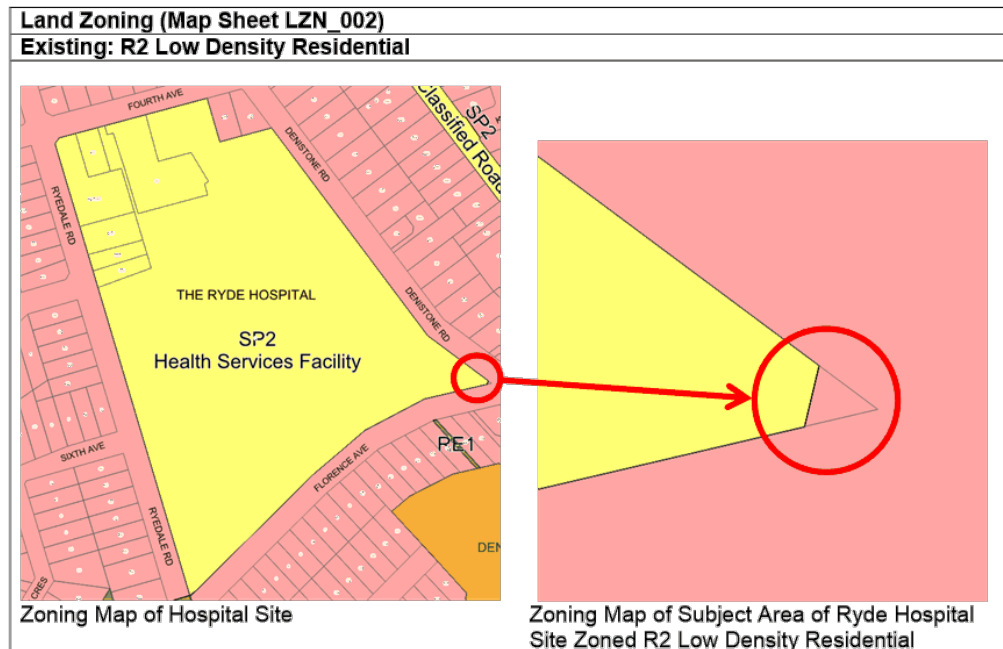 Land Zoning (Map Sheet LZN_002)
Existing: R2 Low Density Residential
FOURTH AVE
SP2
Classified Road
DENISTONE RD
RYEDALE RD
THE RYDE HOSPITAL
DENISTONE RD
SP2
Health Services Facility
RE1
SIXTH AVE
FLORENCE AVE
RYEDALE RD
DEN
CRES
Zoning Map of Hospital Site
Zoning Map of Subject Area of Ryde Hospital
Site Zoned R2 Low Density Residential